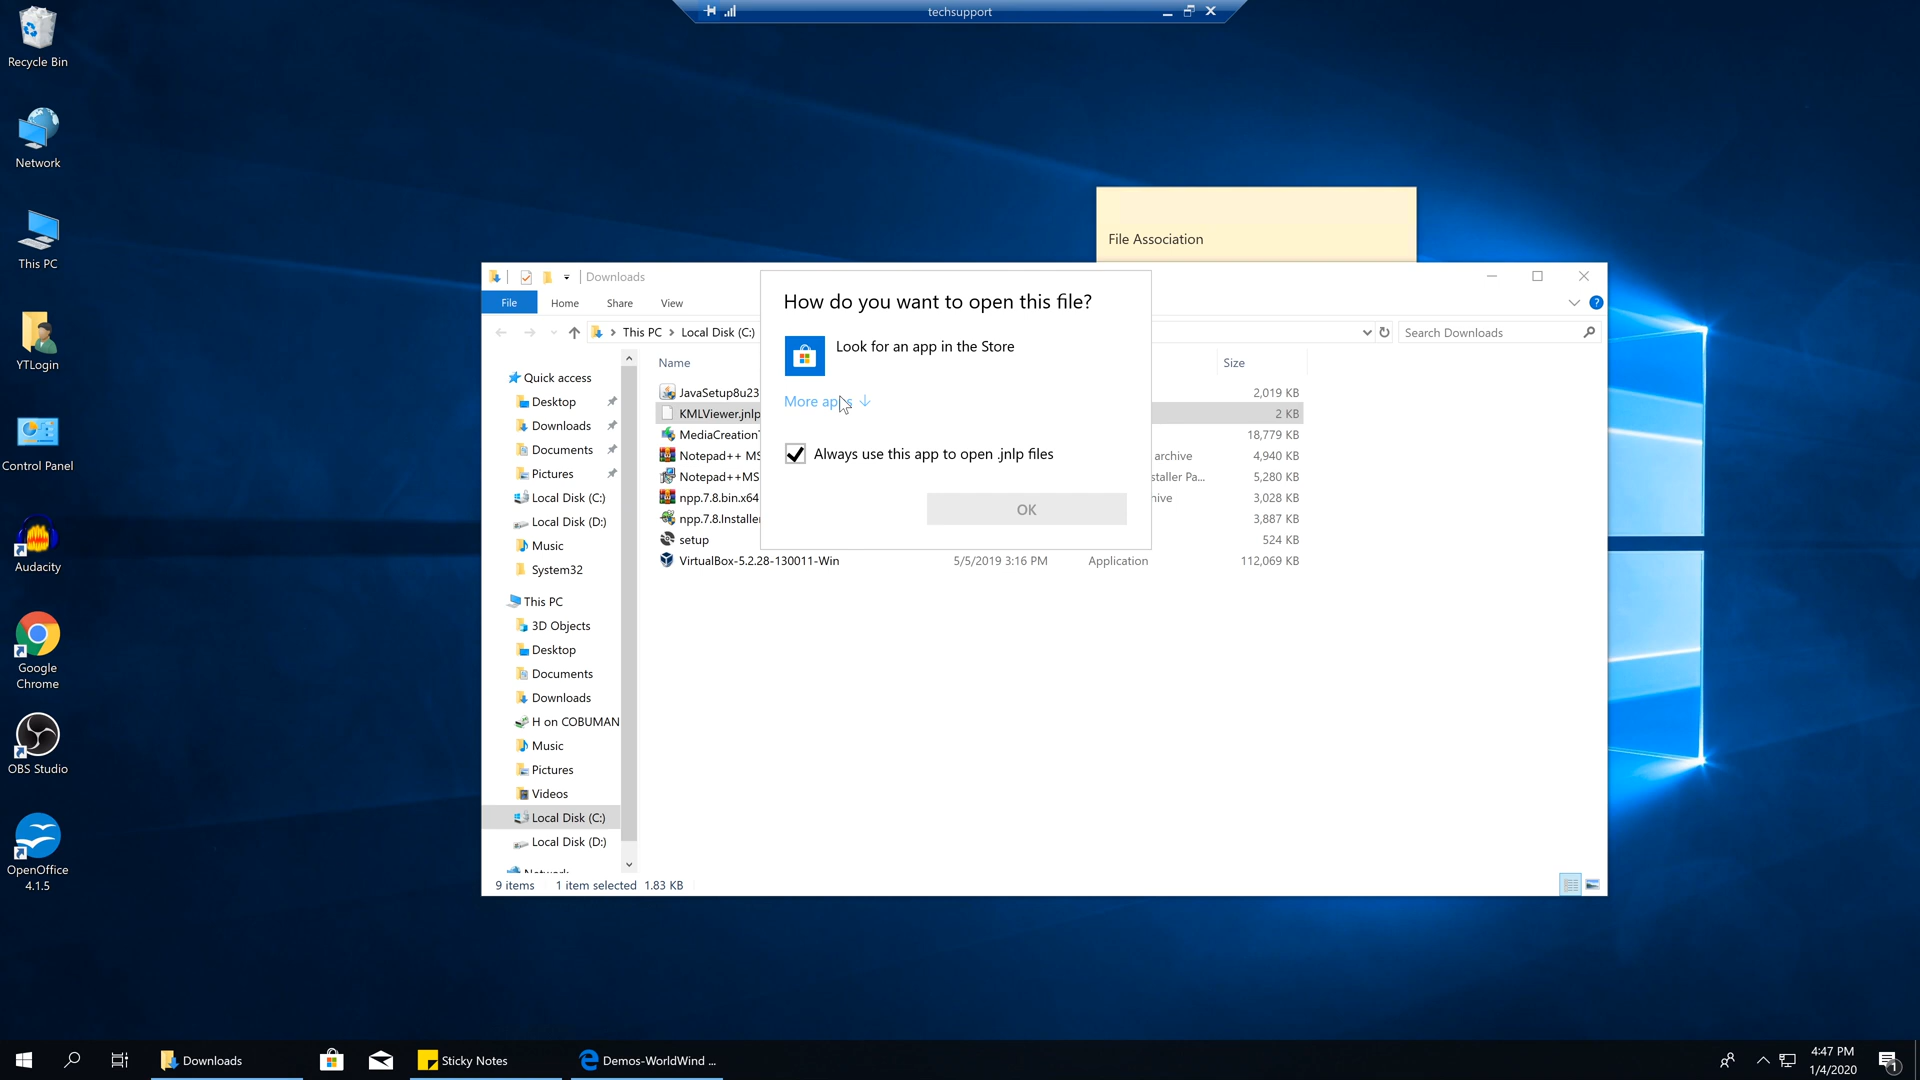 techsupport
Recycle Bin
Network
This PC
YTLogin
Control Panel
Audacity
Google
Chrome
OBS Studio
OpenOffice
4.1.5
File Association
Downloads
File
Home
Share
View
?
This PC
Local Disk (C:)
Search Downloads
Quick access
Desktop
Downloads
Documents
Pictures
Local Disk (C:)
Local Disk (D:)
Music
System32
This PC
3D Objects
Desktop
Documents
Downloads
H on COBUMAN
Music
Pictures
Videos
Local Disk (C:)
Local Disk (D:)
Name
Size
JavaSetup8u23 2,019 KB
KMLViewer.jnlp 2 KB
MediaCreationT 18,779 KB
Notepad++ MS archive 4,940 KB
Notepad++MS staller Pa... 5,280 KB
npp.7.8.bin.x64 hive 3,028 KB
npp.7.8.Installer 3,887 KB
setup 524 KB
VirtualBox-5.2.28-130011-Win 5/5/2019 3:16 PM Application 112,069 KB
How do you want to open this file?
Look for an app in the Store
More apps
Always use this app to open .jnlp files
OK
9 items 1 item selected 1.83 KB
Downloads
Sticky Notes
Demos-WorldWind ...
4:47 PM
1/4/2020
1